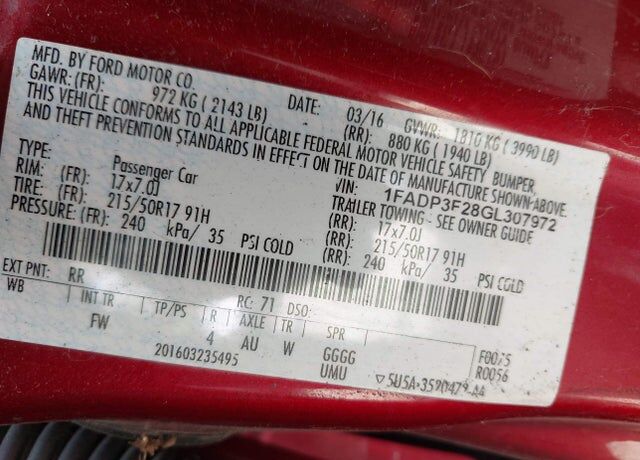 MFD. BY FORD MOTOR CO. DATE: 03/16 GVWR: 1810 KG ( 3990 LB)
GAWR: (FR): 972 KG ( 2143 LB) (RR): 880 KG ( 1940 LB)
THIS VEHICLE CONFORMS TO ALL APPLICABLE FEDERAL MOTOR VEHICLE SAFETY, BUMPER,
AND THEFT PREVENTION STANDARDS IN EFFECT ON THE DATE OF MANUFACTURE SHOWN ABOVE.
VIN: 1FADP3F28GL307972
TYPE: Passenger Car TRAILER TOWING - SEE OWNER GUIDE
RIM: (FR): 17x7.0J (RR): 17x7.0J
TIRE: (FR): 215/50R17 91H (RR): 215/50R17 91H
PRESSURE: (FR): 240 kPa/ 35 PSI COLD (RR): 240 kPa/ 35 PSI COLD
EXT PNT: RR RC: 71 DSO:
WB INT TR TP/PS R AXLE TR SPR
FW 4 AU W GGGG F0075
201603235495 UMU R0056
▽5U5A-3520472-AA